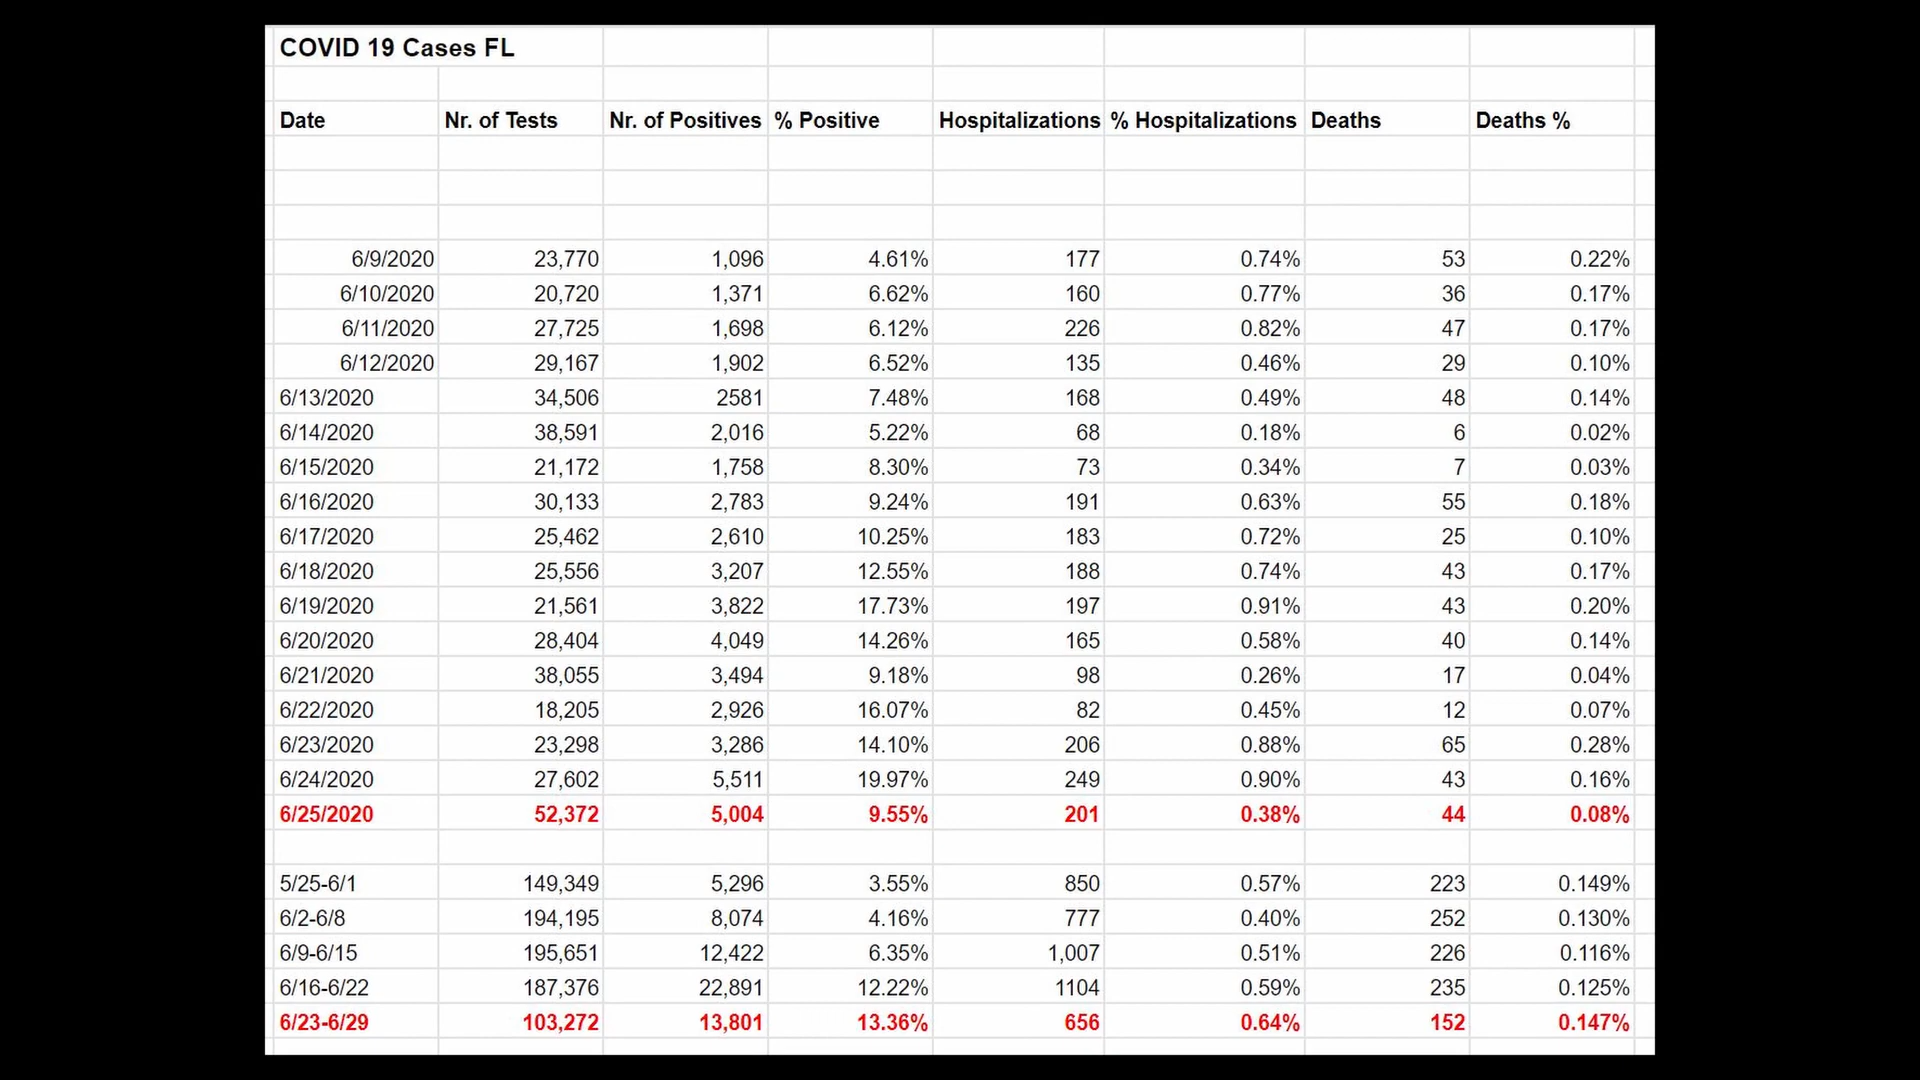 COVID 19 Cases FL
Date Nr. of Tests Nr. of Positives % Positive Hospitalizations % Hospitalizations Deaths Deaths %
6/9/2020 23,770 1,096 4.61% 177 0.74% 53 0.22%
6/10/2020 20,720 1,371 6.62% 160 0.77% 36 0.17%
6/11/2020 27,725 1,698 6.12% 226 0.82% 47 0.17%
6/12/2020 29,167 1,902 6.52% 135 0.46% 29 0.10%
6/13/2020 34,506 2581 7.48% 168 0.49% 48 0.14%
6/14/2020 38,591 2,016 5.22% 68 0.18% 6 0.02%
6/15/2020 21,172 1,758 8.30% 73 0.34% 7 0.03%
6/16/2020 30,133 2,783 9.24% 191 0.63% 55 0.18%
6/17/2020 25,462 2,610 10.25% 183 0.72% 25 0.10%
6/18/2020 25,556 3,207 12.55% 188 0.74% 43 0.17%
6/19/2020 21,561 3,822 17.73% 197 0.91% 43 0.20%
6/20/2020 28,404 4,049 14.26% 165 0.58% 40 0.14%
6/21/2020 38,055 3,494 9.18% 98 0.26% 17 0.04%
6/22/2020 18,205 2,926 16.07% 82 0.45% 12 0.07%
6/23/2020 23,298 3,286 14.10% 206 0.88% 65 0.28%
6/24/2020 27,602 5,511 19.97% 249 0.90% 43 0.16%
6/25/2020 52,372 5,004 9.55% 201 0.38% 44 0.08%
5/25-6/1 149,349 5,296 3.55% 850 0.57% 223 0.149%
6/2-6/8 194,195 8,074 4.16% 777 0.40% 252 0.130%
6/9-6/15 195,651 12,422 6.35% 1,007 0.51% 226 0.116%
6/16-6/22 187,376 22,891 12.22% 1104 0.59% 235 0.125%
6/23-6/29 103,272 13,801 13.36% 656 0.64% 152 0.147%